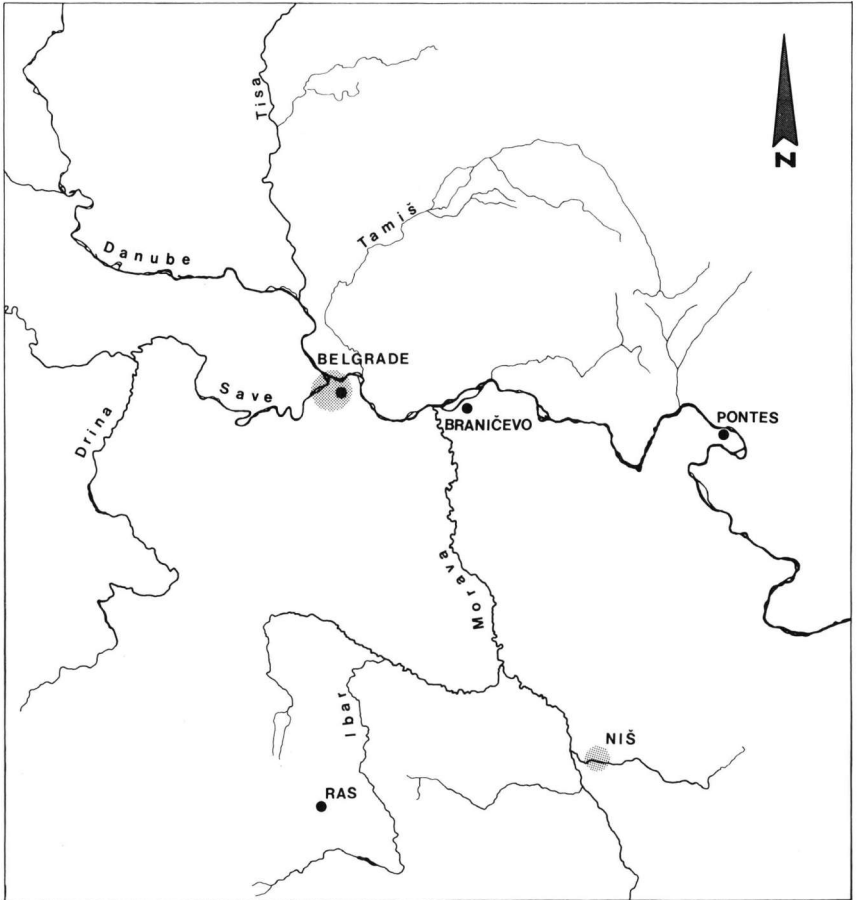 Tisa
N
Tamiš
Danube
BELGRADE
Save
Drina
BRANIČEVO
PONTES
Morava
Ibar
NIŠ
RAS